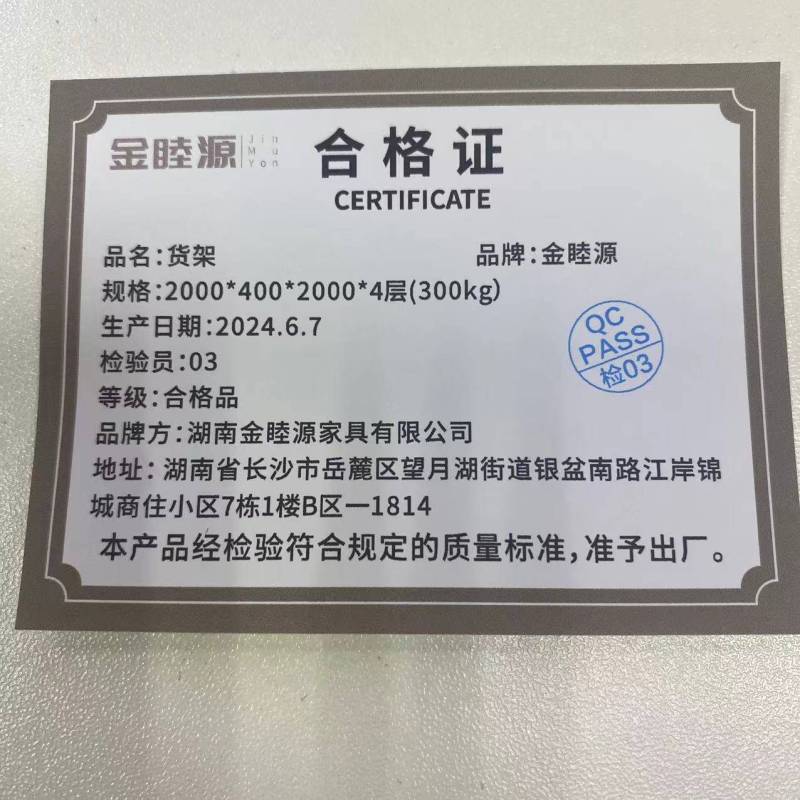 金睦源 Jin
Mu
Yon
合格证
CERTIFICATE
品名:货架 品牌:金睦源
规格:2000*400*2000*4层(300kg)
生产日期:2024.6.7
检验员:03
等级:合格品
QC
PASS
检03
品牌方:湖南金睦源家具有限公司
地址:湖南省长沙市岳麓区望月湖街道银盆南路江岸锦
城商住小区7栋1楼B区一1814
本产品经检验符合规定的质量标准,准予出厂。